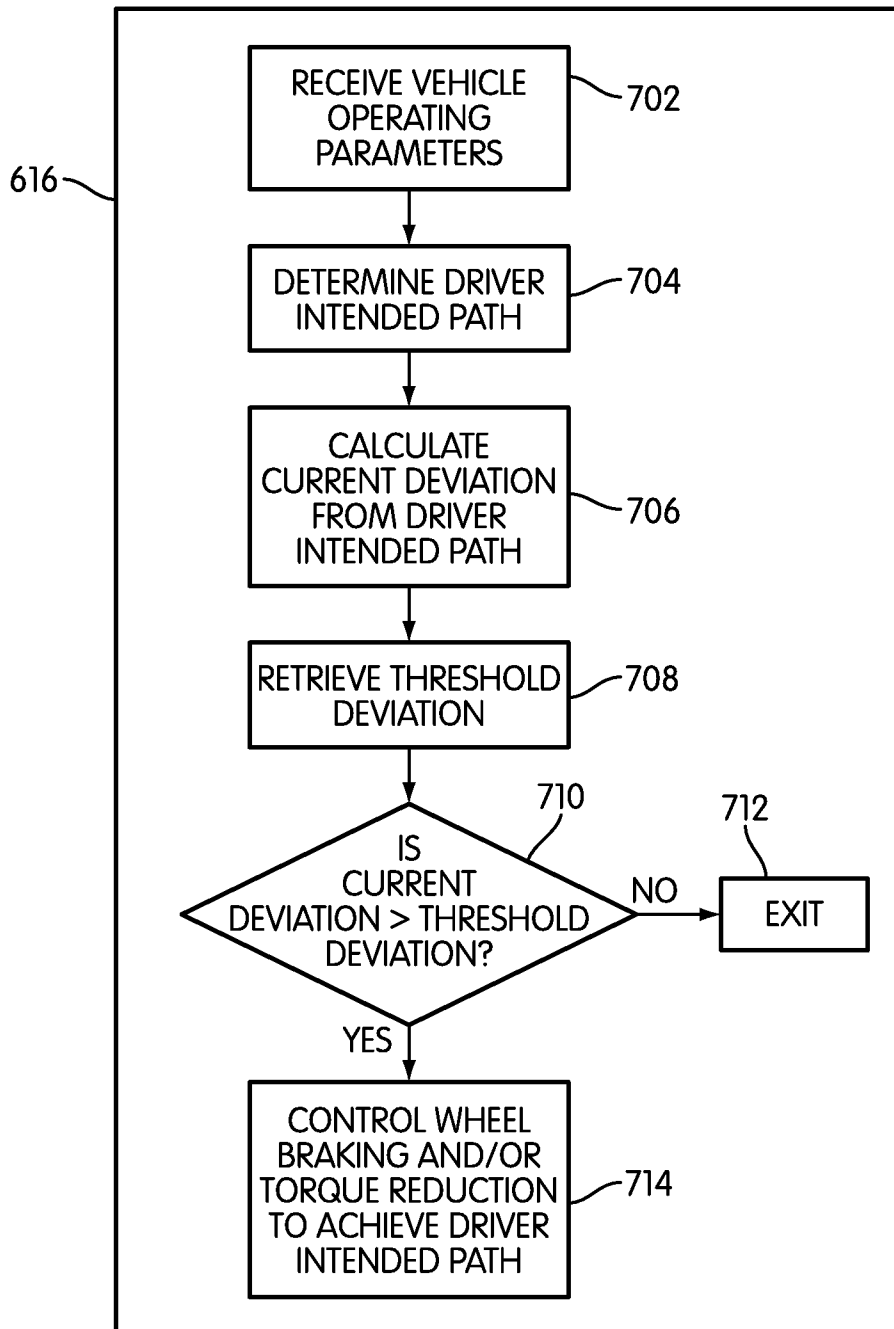 RECEIVE VEHICLE
OPERATING
PARAMETERS
702
616
DETERMINE DRIVER
INTENDED PATH
704
CALCULATE
CURRENT DEVIATION
FROM DRIVER
INTENDED PATH
706
RETRIEVE THRESHOLD
DEVIATION
708
710
IS
CURRENT
DEVIATION > THRESHOLD
DEVIATION?
NO
712
EXIT
YES
CONTROL WHEEL
BRAKING AND/OR
TORQUE REDUCTION
TO ACHIEVE DRIVER
INTENDED PATH
714